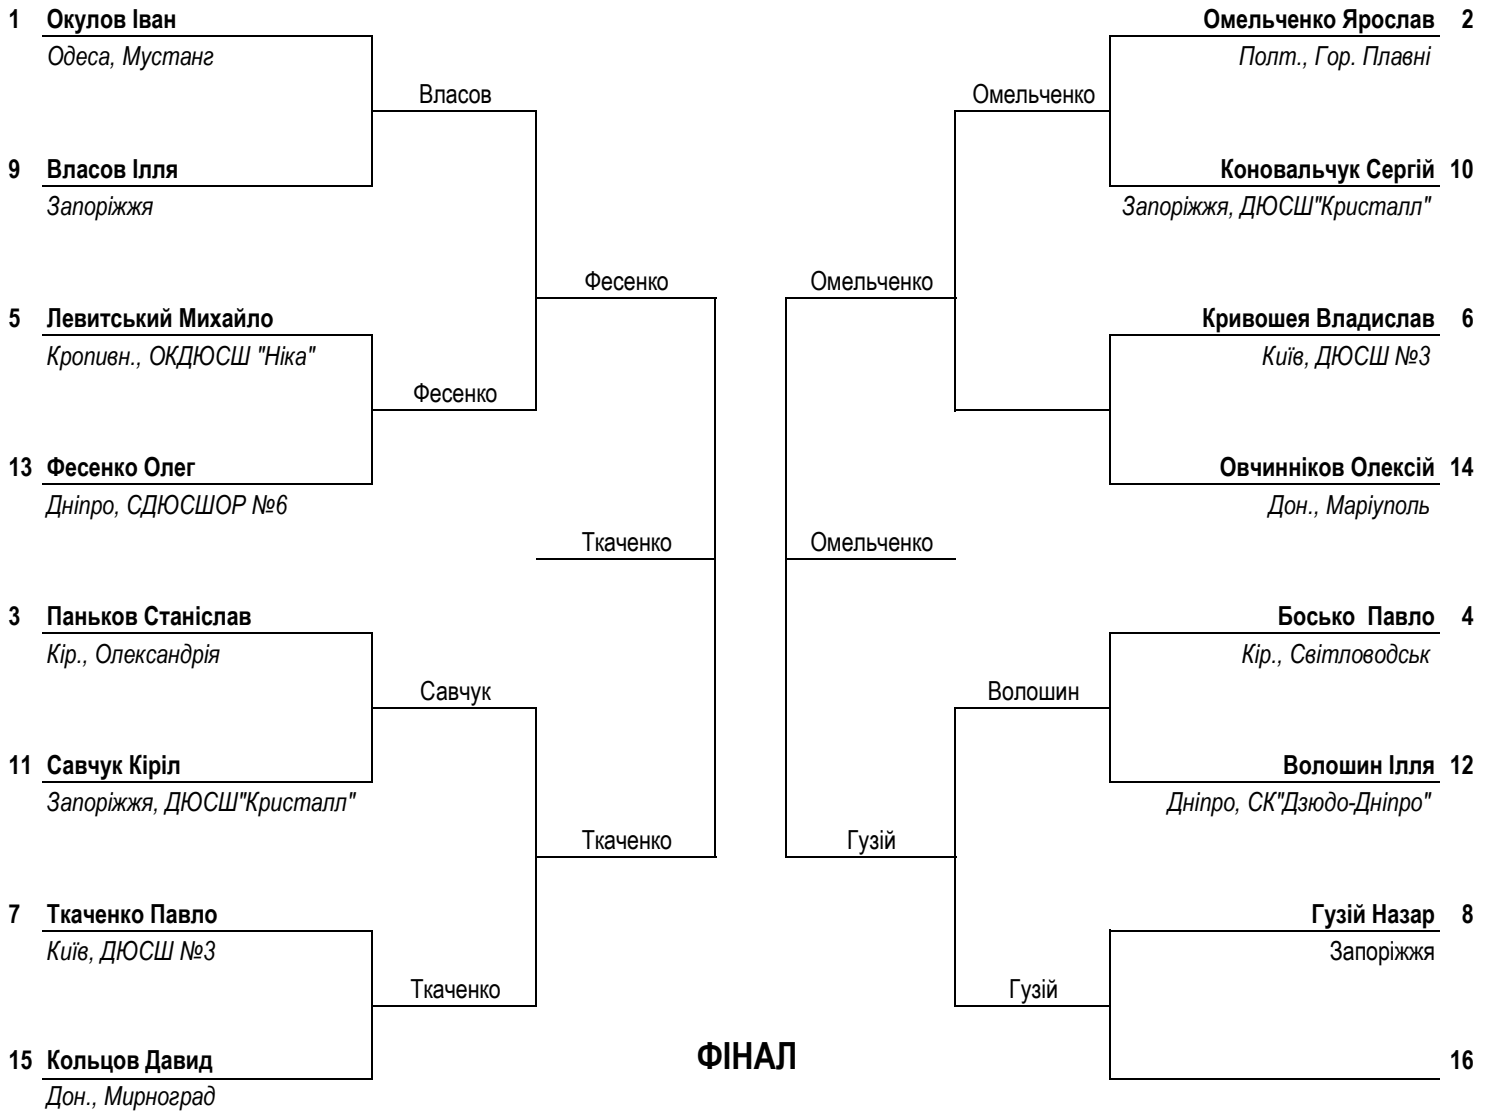 1 Окулов Іван
Омельченко Ярослав 2
Одеса, Мустанг
Полт., Гор. Плавні
Власов
Омельченко
9 Власов Ілля
Коновальчук Сергій 10
Запоріжжя
Запоріжжя, ДЮСШ"Кристалл"
Фесенко
Омельченко
5 Левитський Михайло
Кривошея Владислав 6
Кропивн., ОКДЮСШ "Ніка"
Київ, ДЮСШ №3
Фесенко
13 Фесенко Олег
Овчинніков Олексій 14
Дніпро, СДЮСШОР №6
Дон., Маріуполь
Ткаченко
Омельченко
3 Паньков Станіслав
Босько Павло 4
Кір., Олександрія
Кір., Світловодськ
Савчук
Волошин
11 Савчук Кіріл
Волошин Ілля 12
Запоріжжя, ДЮСШ"Кристалл"
Дніпро, СК"Дзюдо-Дніпро"
Ткаченко
Гузій
7 Ткаченко Павло
Гузій Назар 8
Київ, ДЮСШ №3
Запоріжжя
Ткаченко
Гузій
15 Кольцов Давид
ФІНАЛ
16
Дон., Мирноград